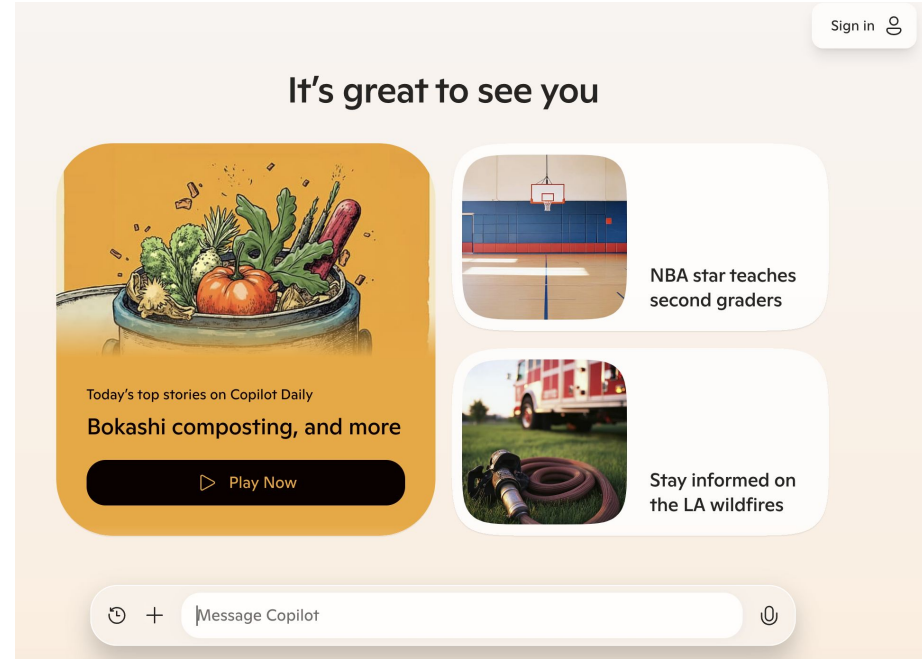 Sign in
It's great to see you
Today's top stories on Copilot Daily
Bokashi composting, and more
Play Now
NBA star teaches
second graders
Stay informed on
the LA wildfires
Message Copilot